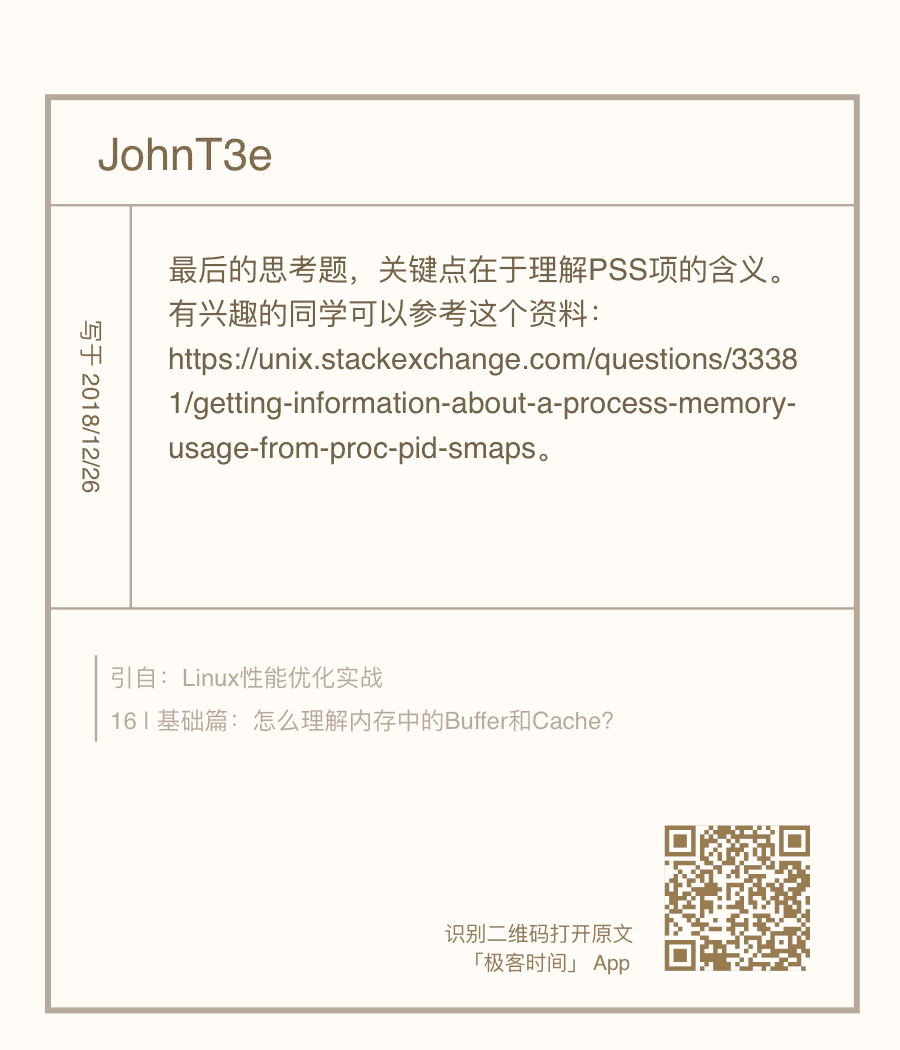 JohnT3e
写于 2018/12/26
最后的思考题，关键点在于理解PSS项的含义。
有兴趣的同学可以参考这个资料：
https://unix.stackexchange.com/questions/3338
1/getting-information-about-a-process-memory-
usage-from-proc-pid-smaps。
引自：Linux性能优化实战
16 | 基础篇：怎么理解内存中的Buffer和Cache?
识别二维码打开原文
「极客时间」 App